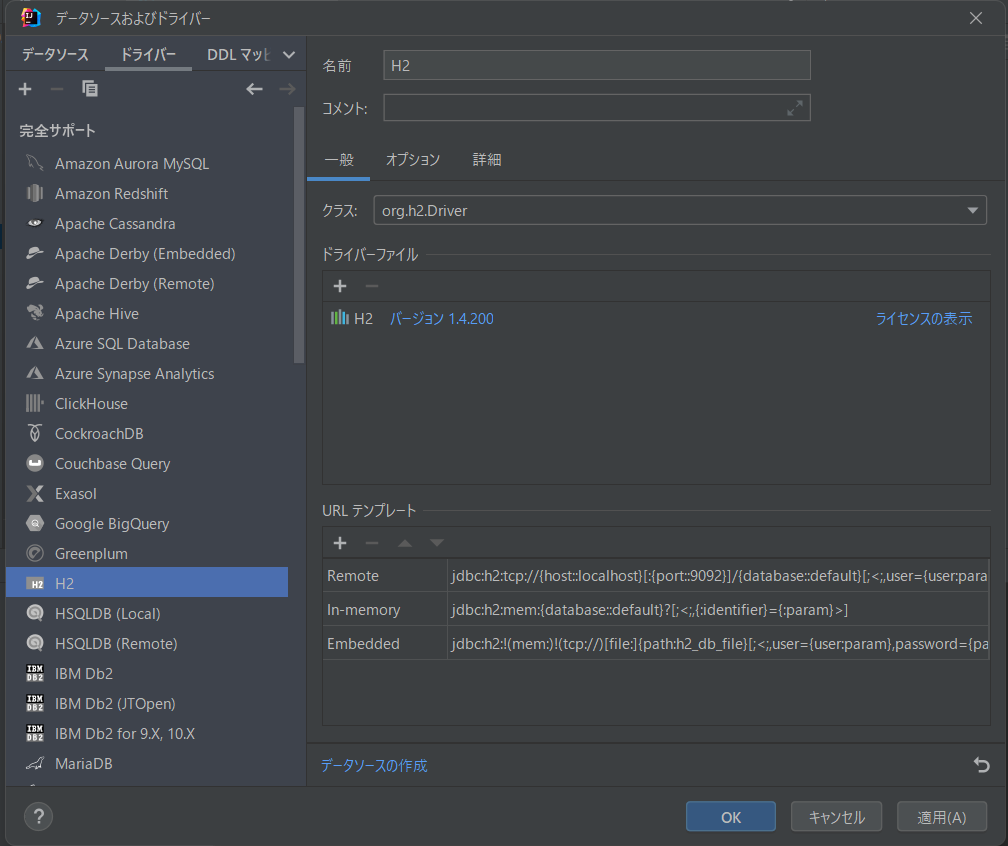 データソースおよびドライバー
データソース ドライバー DDL マッピ
完全サポート
Amazon Aurora MySQL
Amazon Redshift
Apache Cassandra
Apache Derby (Embedded)
Apache Derby (Remote)
Apache Hive
Azure SQL Database
Azure Synapse Analytics
ClickHouse
CockroachDB
Couchbase Query
Exasol
Google BigQuery
Greenplum
H2
HSQLDB (Local)
HSQLDB (Remote)
IBM Db2
IBM Db2 (JTOpen)
IBM Db2 for 9.X, 10.X
MariaDB
名前 H2
コメント:
一般 オプション 詳細
クラス: org.h2.Driver
ドライバーファイル
H2 バージョン 1.4.200 ライセンスの表示
URL テンプレート
Remote jdbc:h2:tcp://{host::localhost}[:{port::9092}]/{database::default}[;<;,user={user:para
In-memory jdbc:h2:mem:{database::default}?[;<;,{:identifier}={:param}>]
Embedded jdbc:h2:!(mem:)!(tcp://)[file:]{path:h2_db_file}[;<;,user={user:param},password={pa
データソースの作成
? OK キャンセル 適用(A)